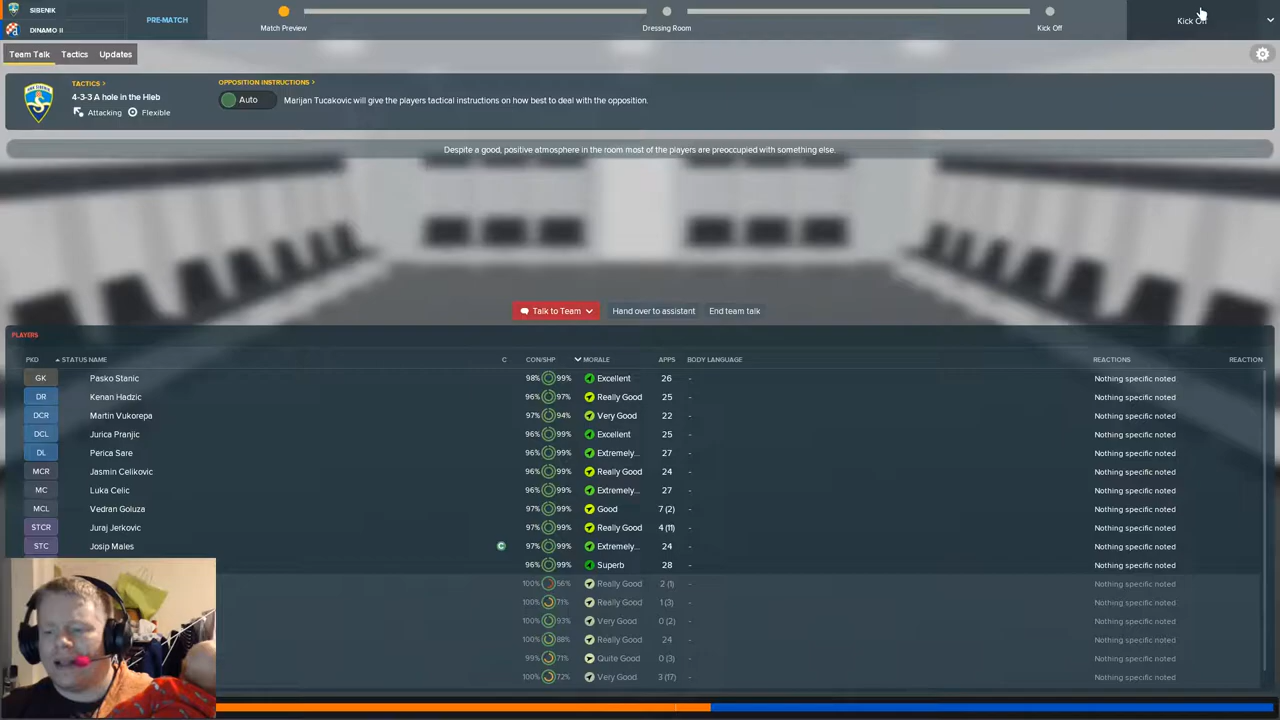 SIBENIK
DINAMO II
PRE-MATCH
Match Preview
Dressing Room
Kick Off
Kick Off
Team Talk Tactics Updates
TACTICS >
4-3-3 A hole in the Hleb
Attacking Flexible
OPPOSITION INSTRUCTIONS >
Auto Marijan Tucakovic will give the players tactical instructions on how best to deal with the opposition.
Despite a good, positive atmosphere in the room most of the players are preoccupied with something else.
Talk to Team Hand over to assistant End team talk
PLAYERS
PKD STATUS NAME C CON/SHP MORALE APPS BODY LANGUAGE REACTIONS REACTION
GK Pasko Stanic 98% 99% Excellent 26 - Nothing specific noted
DR Kenan Hadzic 96% 97% Really Good 25 - Nothing specific noted
DCR Martin Vukorepa 97% 94% Very Good 22 - Nothing specific noted
DCL Jurica Pranjic 96% 99% Excellent 25 - Nothing specific noted
DL Perica Sare 96% 99% Extremely... 27 - Nothing specific noted
MCR Jasmin Celikovic 96% 99% Really Good 24 - Nothing specific noted
MC Luka Celic 96% 99% Extremely... 27 - Nothing specific noted
MCL Vedran Goluza 97% 99% Good 7 (2) - Nothing specific noted
STCR Juraj Jerkovic 97% 99% Really Good 4 (11) - Nothing specific noted
STC Josip Males C 97% 99% Extremely... 24 - Nothing specific noted
96% 99% Superb 28 - Nothing specific noted
100% 56% Really Good 2 (1) - Nothing specific noted
100% 71% Really Good 1 (3) - Nothing specific noted
100% 93% Very Good 0 (2) - Nothing specific noted
100% 88% Really Good 24 - Nothing specific noted
99% 71% Quite Good 0 (3) - Nothing specific noted
100% 72% Very Good 3 (17) - Nothing specific noted